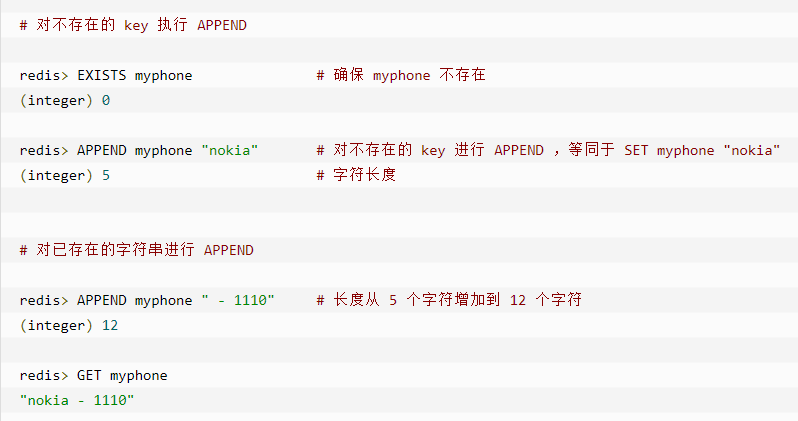 # 对不存在的 key 执行 APPEND
redis> EXISTS myphone               # 确保 myphone 不存在
(integer) 0
redis> APPEND myphone "nokia"       # 对不存在的 key 进行 APPEND ，等同于 SET myphone "nokia"
(integer) 5                         # 字符长度
# 对已存在的字符串进行 APPEND
redis> APPEND myphone " - 1110"     # 长度从 5 个字符增加到 12 个字符
(integer) 12
redis> GET myphone
"nokia - 1110"